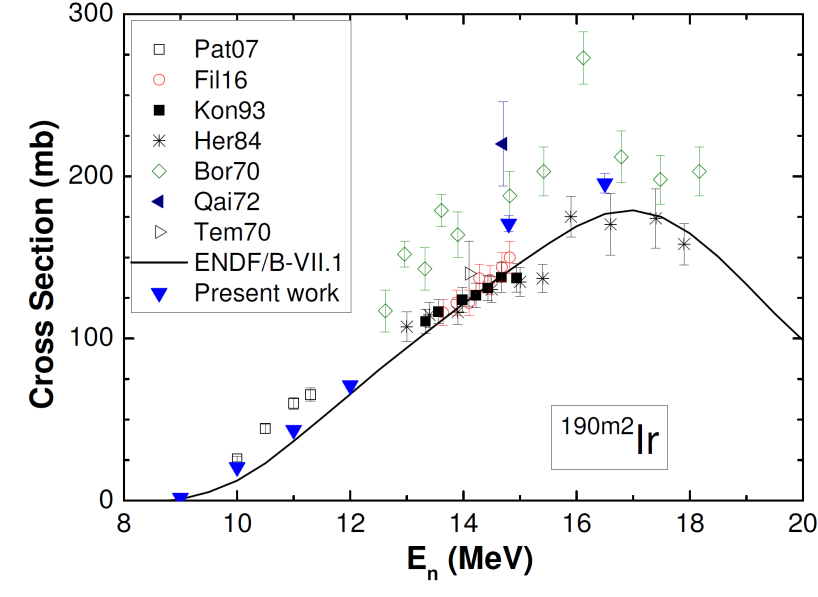 300
200
100
0
Cross Section (mb)
Pat07
Fil16
Kon93
Her84
Bor70
Qai72
Tem70
ENDF/B-VII.1
Present work
190m2Ir
8 10 12 14 16 18 20
En (MeV)